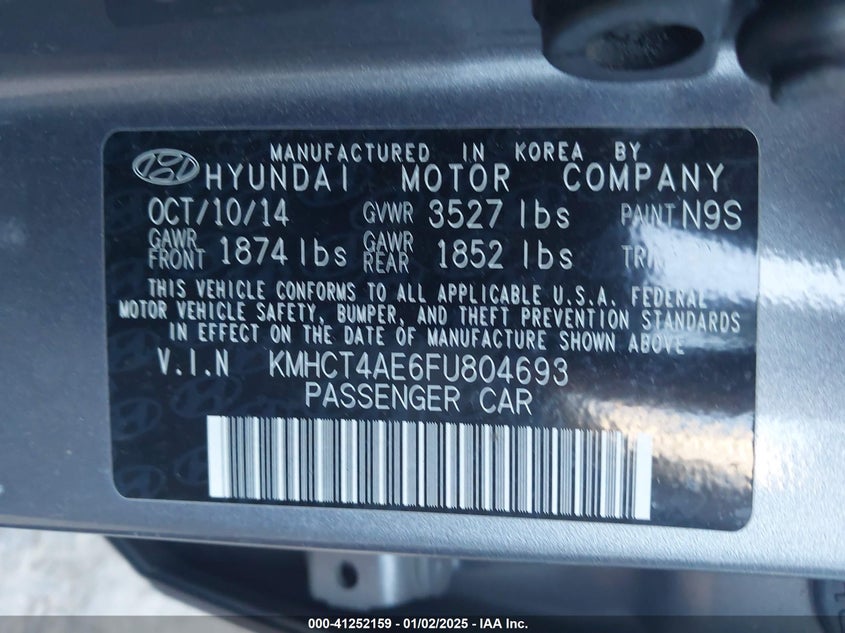 MANUFACTURED IN KOREA BY
HYUNDAI MOTOR COMPANY
OCT/10/14 GVWR 3527 lbs PAINT N9S
GAWR FRONT 1874 lbs GAWR REAR 1852 lbs
THIS VEHICLE CONFORMS TO ALL APPLICABLE U.S.A. FEDERAL
MOTOR VEHICLE SAFETY, BUMPER, AND THEFT PREVENTION STANDARDS
IN EFFECT ON THE DATE OF MANUFACTURE SHOWN ABOVE
V.I.N KMHCT4AE6FU804693
PASSENGER CAR
000-41252159 - 01/02/2025 - IAA Inc.